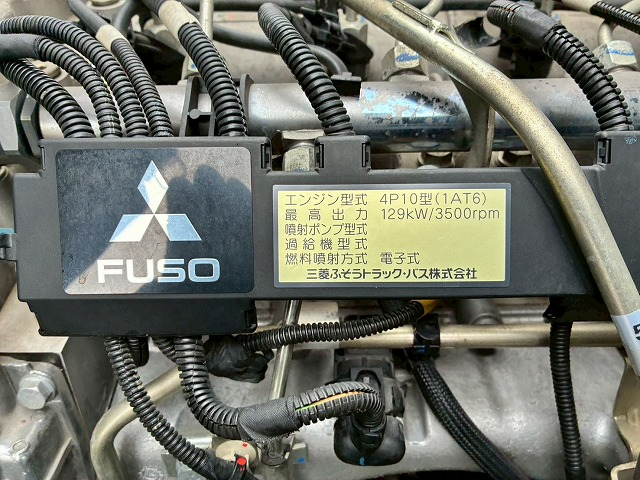 FUSO
エンジン型式 4P10型(1AT6)
最高出力 129kW/3500rpm
噴射ポンプ型式
過給機型式
燃料噴射方式 電子式
三菱ふそうトラック・バス株式会社